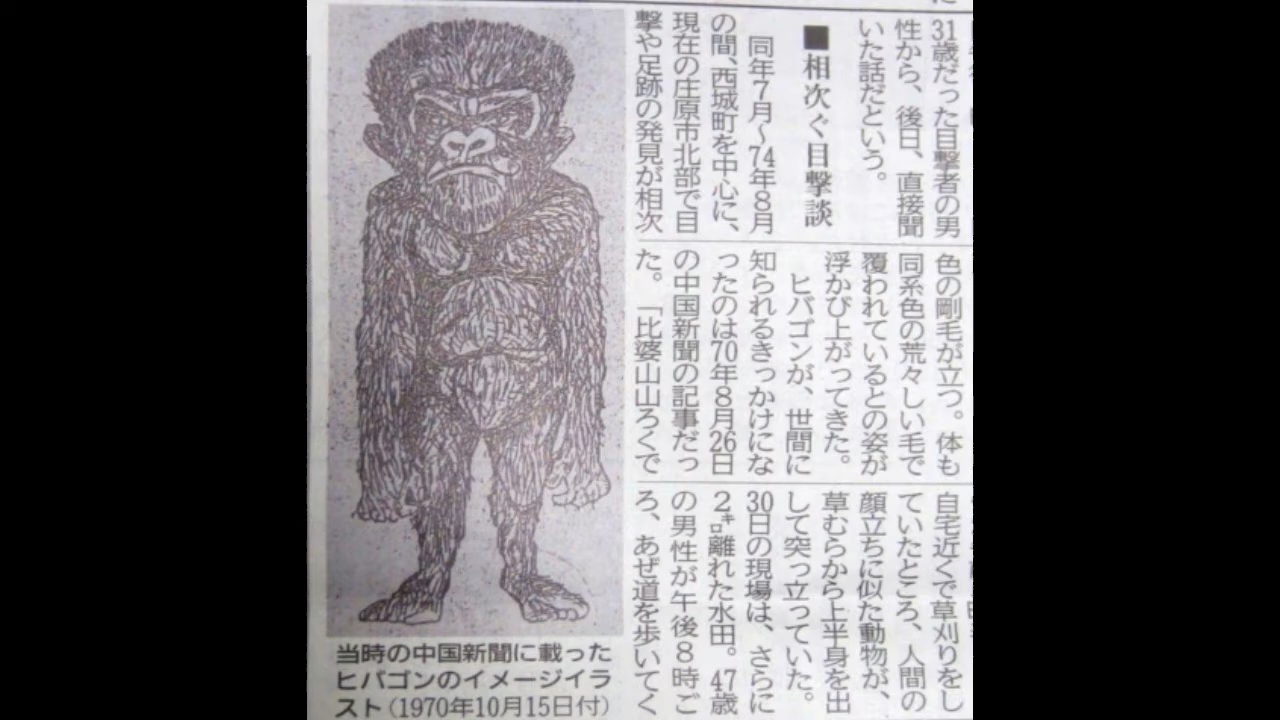 31歳だった目撃者の男
性から、後日、直接聞
いた話だという。
■相次ぐ目撃談
同年7月〜74年8月
の間、西城町を中心に、
現在の庄原市北部で目
撃や足跡の発見が相次
色の剛毛が立つ。体も
同系色の荒々しい毛で
覆われているとの姿が
浮かび上がってきた。
ヒバゴンが、世間に
知られるきっかけにな
ったのは70年8月26日
の中国新聞の記事だっ
た。「比婆山山ろくで
自宅近くで草刈りをし
ていたところ、人間の
顔立ちに似た動物が、
草むらから上半身を出
して突っ立っていた。
30日の現場は、さらに
2㌔離れた水田。47歳
の男性が午後8時ご
ろ、あぜ道を歩いてく
当時の中国新聞に載った
ヒバゴンのイメージイラ
スト(1970年10月15日付)